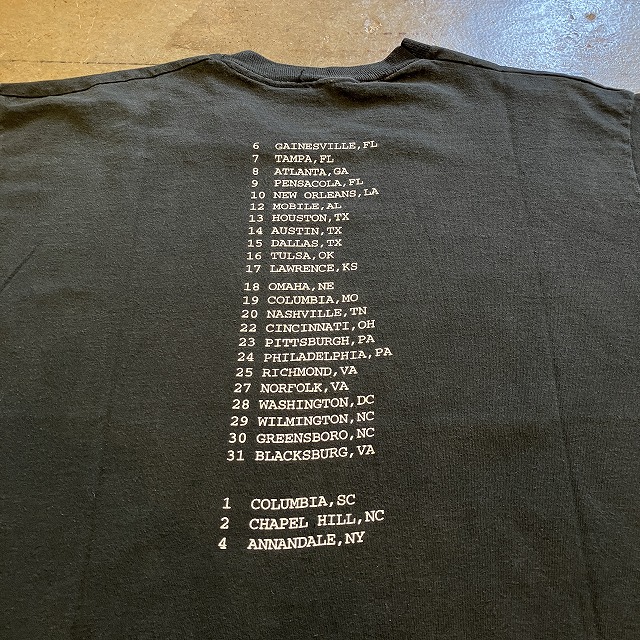 6 GAINESVILLE,FL
7 TAMPA,FL
8 ATLANTA,GA
9 PENSACOLA,FL
10 NEW ORLEANS,LA
12 MOBILE,AL
13 HOUSTON,TX
14 AUSTIN,TX
15 DALLAS,TX
16 TULSA,OK
17 LAWRENCE,KS
18 OMAHA,NE
19 COLUMBIA,MO
20 NASHVILLE,TN
22 CINCINNATI,OH
23 PITTSBURGH,PA
24 PHILADELPHIA,PA
25 RICHMOND,VA
27 NORFOLK,VA
28 WASHINGTON,DC
29 WILMINGTON,NC
30 GREENSBORO,NC
31 BLACKSBURG,VA
1 COLUMBIA,SC
2 CHAPEL HILL,NC
4 ANNANDALE,NY